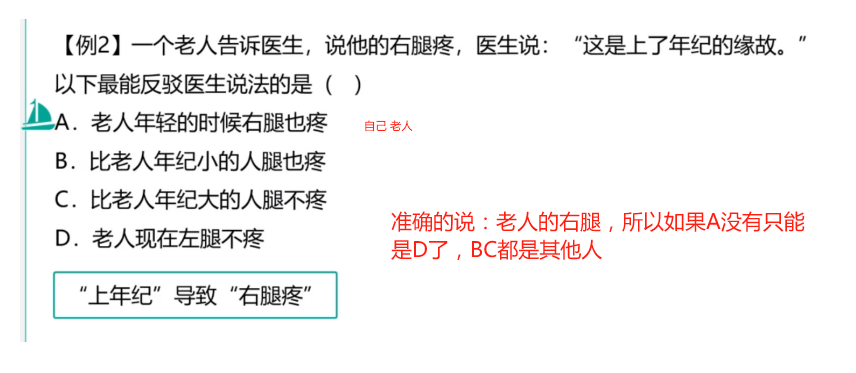 【例2】一个老人告诉医生，说他的右腿疼，医生说：“这是上了年纪的缘故。”
以下最能反驳医生说法的是（　）
A．老人年轻的时候右腿也疼
自己 老人
B．比老人年纪小的人腿也疼
C．比老人年纪大的人腿不疼
D．老人现在左腿不疼
准确的说：老人的右腿，所以如果A没有只能
是D了，BC都是其他人
“上年纪”导致“右腿疼”